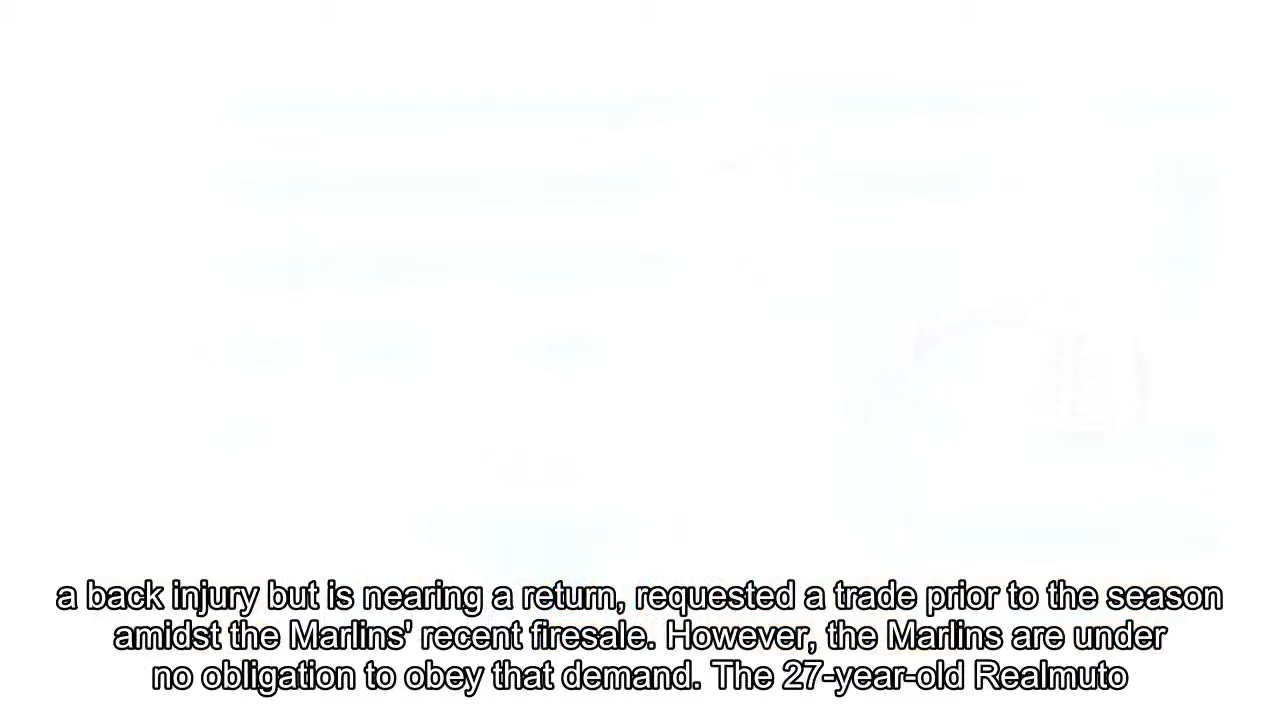 a back injury but is nearing a return, requested a trade prior to the season
amidst the Marlins' recent firesale. However, the Marlins are under
no obligation to obey that demand. The 27-year-old Realmuto